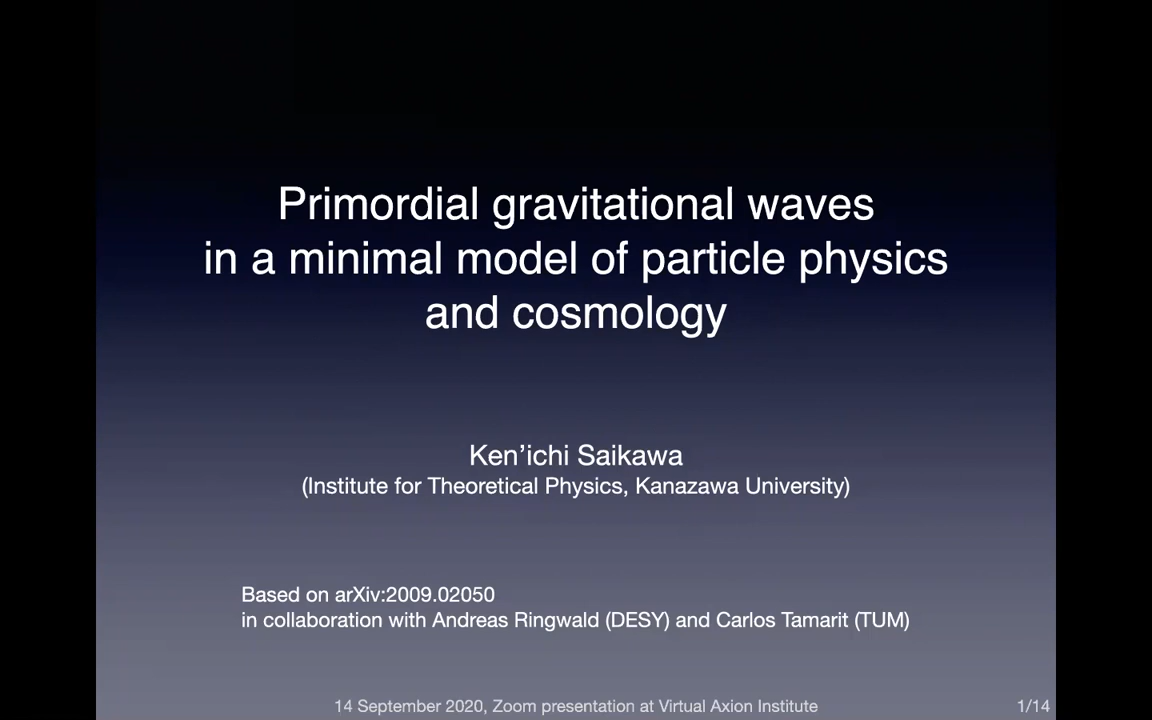 Primordial gravitational waves
in a minimal model of particle physics
and cosmology
Ken’ichi Saikawa
(Institute for Theoretical Physics, Kanazawa University)
Based on arXiv:2009.02050
in collaboration with Andreas Ringwald (DESY) and Carlos Tamarit (TUM)
14 September 2020, Zoom presentation at Virtual Axion Institute
1/14